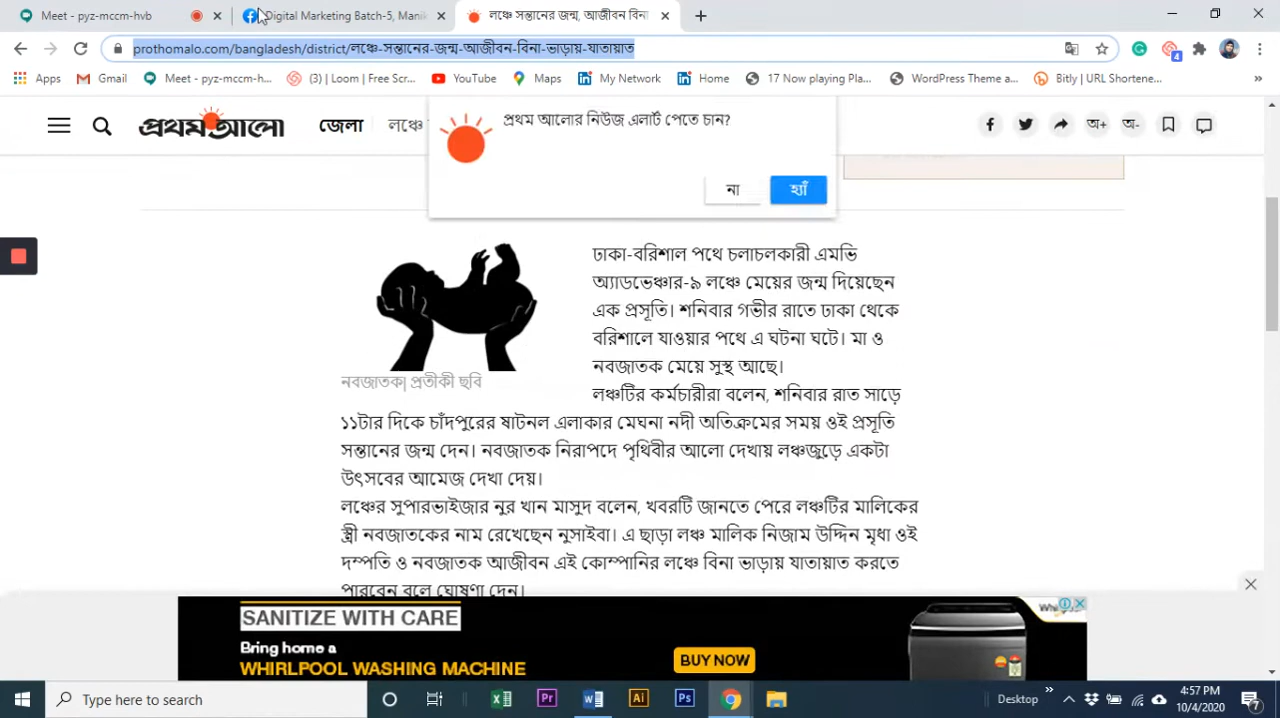 Meet - pyz-mccm-hvb
Digital Marketing Batch-5, Manik
লঞ্চে সন্তানের জন্ম, আজীবন বিনা
prothomalo.com/bangladesh/district/লঞ্চে-সন্তানের-জন্ম-আজীবন-বিনা-ভাড়ায়-যাতায়াত
4
Apps
Gmail
Meet - pyz-mccm-h...
(3) | Loom | Free Scr...
YouTube
Maps
Home
17 Now playing Pla...
WordPress Theme a...
Bitly | URL Shortene...
প্রথম আলো
জেলা
লঞ্চে
প্রথম আলোর নিউজ এলার্ট পেতে চান?
না
হ্যাঁ
অ+
অ-
ঢাকা-বরিশাল পথে চলাচলকারী এমভি
অ্যাডভেঞ্চার-৯ লঞ্চে মেয়ের জন্ম দিয়েছেন
এক প্রসূতি। শনিবার গভীর রাতে ঢাকা থেকে
বরিশালে যাওয়ার পথে এ ঘটনা ঘটে। মা ও
নবজাতক মেয়ে সুস্থ আছে।
নবজাতক| প্রতীকী ছবি
লঞ্চটির কর্মচারীরা বলেন, শনিবার রাত সাড়ে
১১টার দিকে চাঁদপুরের ষাটনল এলাকার মেঘনা নদী অতিক্রমের সময় ওই প্রসূতি
সন্তানের জন্ম দেন। নবজাতক নিরাপদে পৃথিবীর আলো দেখায় লঞ্চজুড়ে একটা
উৎসবের আমেজ দেখা দেয়।
লঞ্চের সুপারভাইজার নুর খান মাসুদ বলেন, খবরটি জানতে পেরে লঞ্চটির মালিকের
স্ত্রী নবজাতকের নাম রেখেছেন নুসাইবা। এ ছাড়া লঞ্চ মালিক নিজাম উদ্দিন মৃধা ওই
দম্পতি ও নবজাতক আজীবন এই কোম্পানির লঞ্চে বিনা ভাড়ায় যাতায়াত করতে
পারবেন বলে ঘোষণা দেন।
SANITIZE WITH CARE
Bring home a
WHIRLPOOL WASHING MACHINE
BUY NOW
Type here to search
Desktop
4:57 PM
10/4/2020
7